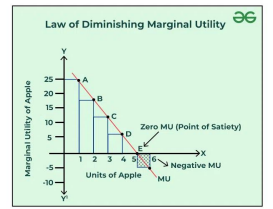 Law of Diminishing Marginal Utility
Y
25
20
15
10
5
-5
-10
Y'
Marginal Utility of Apple
A
B
C
D
E
Zero MU (Point of Satiety)
X
1 2 3 4 5 6
Negative MU
Units of Apple
MU